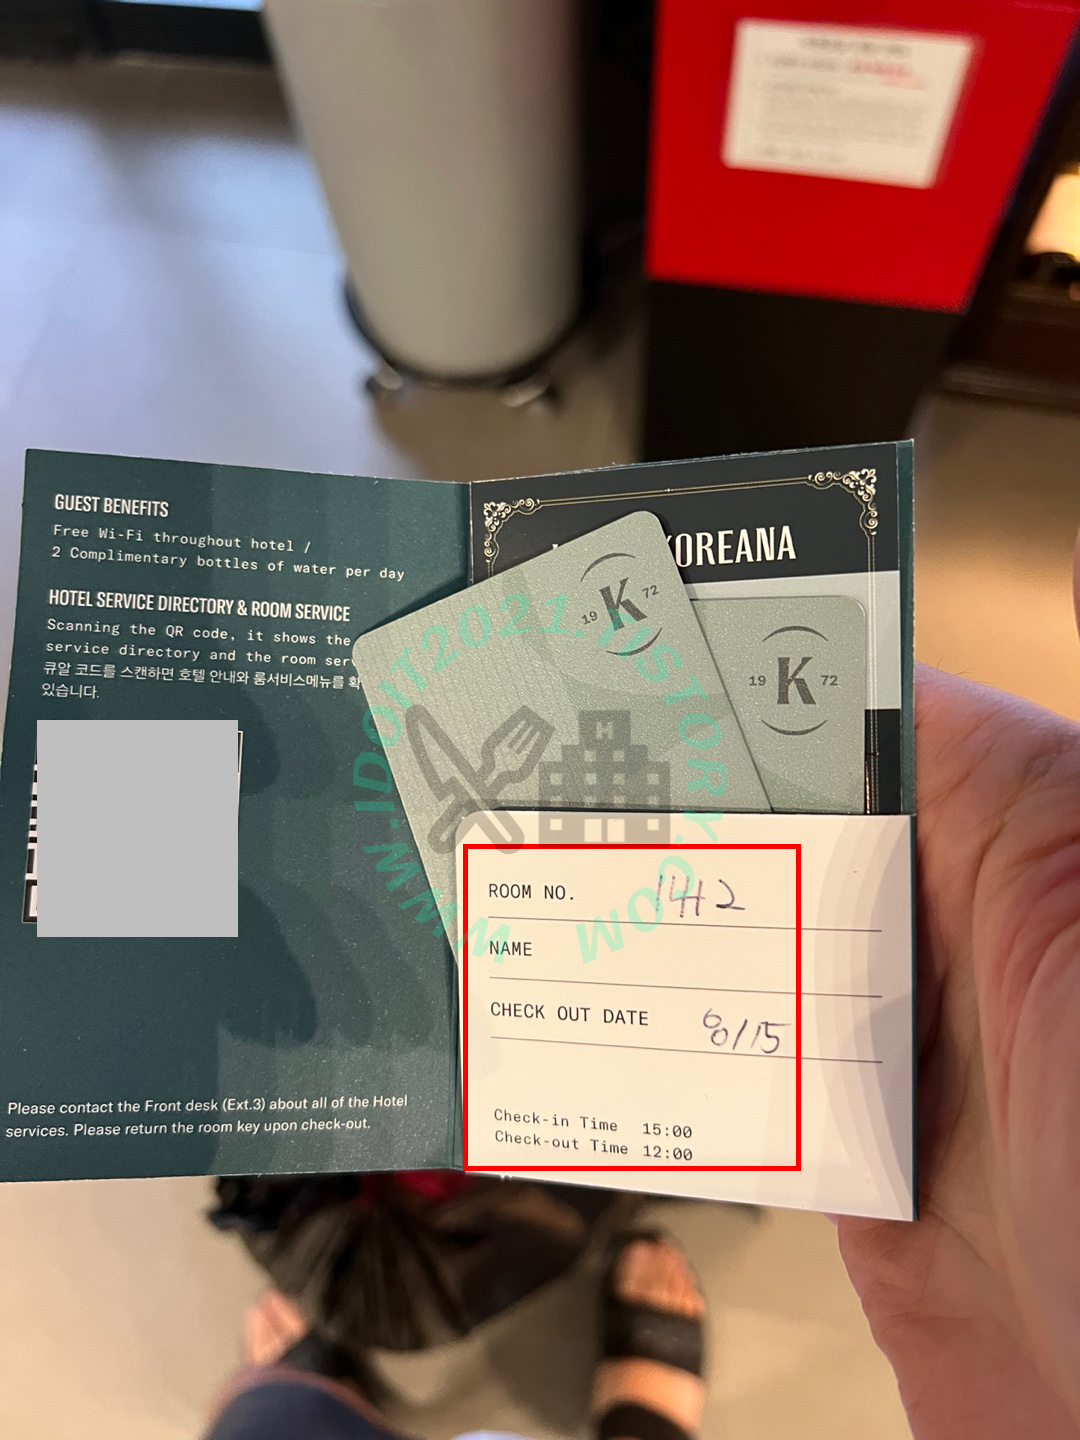 GUEST BENEFITS
Free Wi-Fi throughout hotel /
2 Complimentary bottles of water per day
HOTEL SERVICE DIRECTORY & ROOM SERVICE
Scanning the QR code, it shows the
service directory and the room
큐알 코드를 스캔하면 호텔 안내와 룸서비스메뉴를
있습니다.
Please contact the Front desk (Ext.3) about all of the Hotel
services. Please return the room key upon check-out.
KOREANA
19 K 72
19 K 72
ROOM NO. 1412
NAME
CHECK OUT DATE 8/15
Check-in Time 15:00
Check-out Time 12:00
WWW.IDOIT2021.TISTORY.COM
H